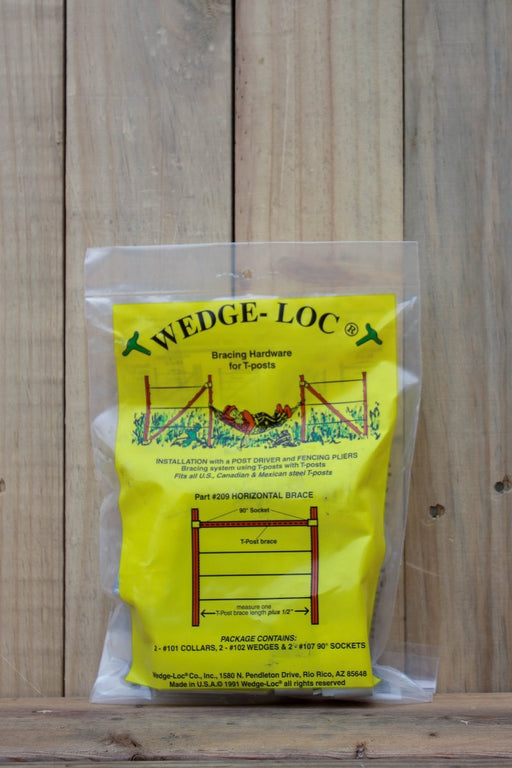 WEDGE-LOC®
Bracing Hardware
for T-posts
INSTALLATION with a POST DRIVER and FENCING PLIERS
Bracing system using T-posts with T-posts
Fits all U.S., Canadian & Mexican steel T-posts
Part #209 HORIZONTAL BRACE
90° Socket
T-Post brace
measure one
T-Post brace length plus 1/2"
PACKAGE CONTAINS:
2 - #101 COLLARS, 2 - #102 WEDGES & 2 - #107 90° SOCKETS
Wedge-Loc® Co., Inc., 1580 N. Pendleton Drive, Rio Rico, AZ 85648
Made in U.S.A.© 1991 Wedge-Loc® all rights reserved